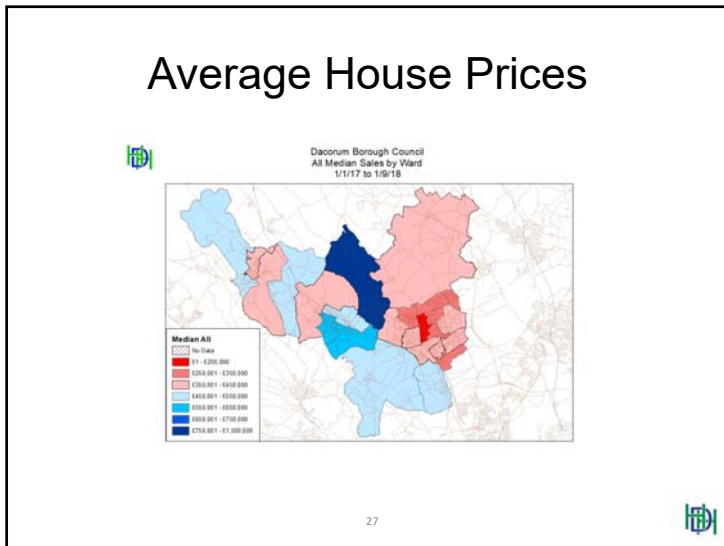 Average House Prices
HDH
Dacorum Borough Council
All Median Sales by Ward
1/1/17 to 1/9/18
Median All
No Data
£1 - £250,000
£250,001 - £350,000
£350,001 - £450,000
£450,001 - £550,000
£550,001 - £650,000
£650,001 - £750,000
£750,001 - £1,500,000
27
HDH